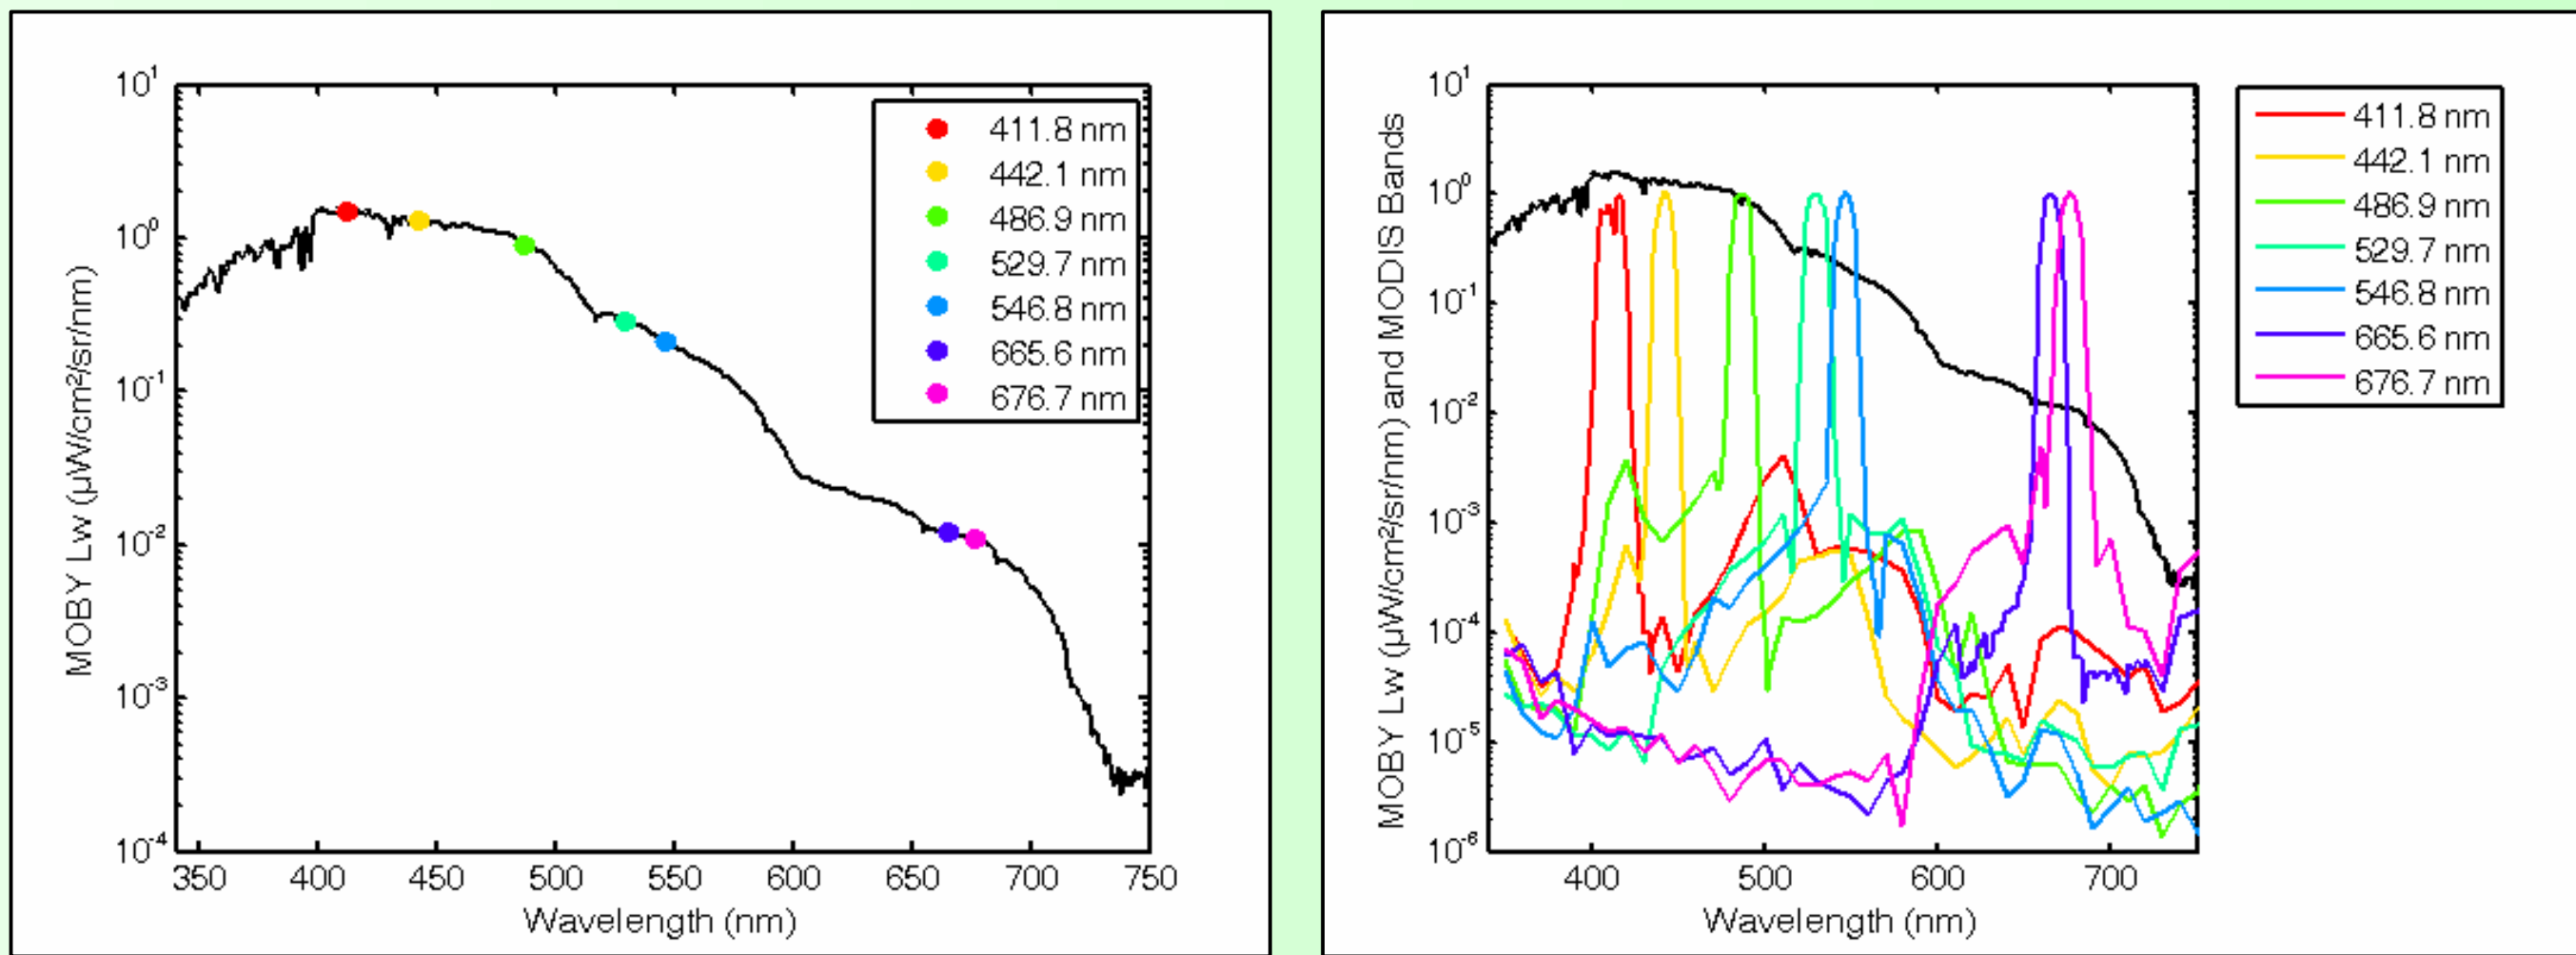 MOBY Lw (µW/cm²/sr/nm)
10¹
10⁰
10⁻¹
10⁻²
10⁻³
10⁻⁴
350 400 450 500 550 600 650 700 750
Wavelength (nm)
411.8 nm
442.1 nm
486.9 nm
529.7 nm
546.8 nm
665.6 nm
676.7 nm
MOBY Lw (µW/cm²/sr/nm) and MODIS Bands
10¹
10⁰
10⁻¹
10⁻²
10⁻³
10⁻⁴
10⁻⁵
10⁻⁶
400 500 600 700
Wavelength (nm)
411.8 nm
442.1 nm
486.9 nm
529.7 nm
546.8 nm
665.6 nm
676.7 nm